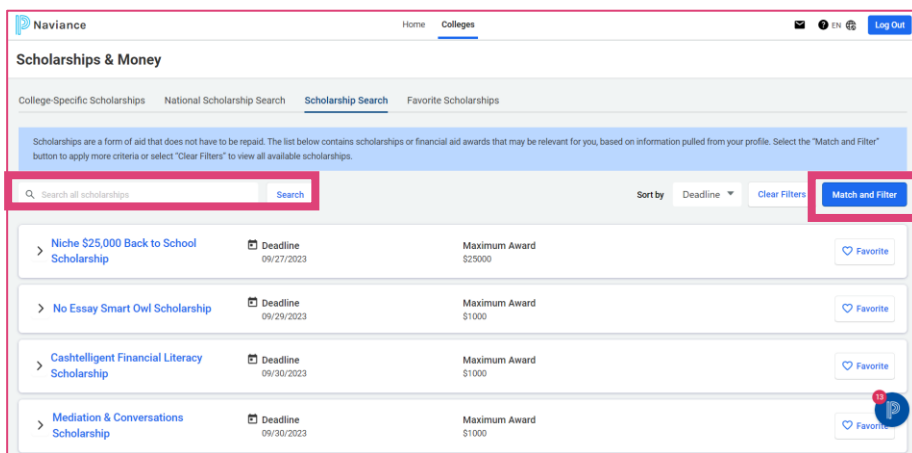 Naviance
Home Colleges
EN Log Out
Scholarships & Money
College-Specific Scholarships National Scholarship Search Scholarship Search Favorite Scholarships
Scholarships are a form of aid that does not have to be repaid. The list below contains scholarships or financial aid awards that may be relevant for you, based on information pulled from your profile. Select the "Match and Filter"
button to apply more criteria or select "Clear Filters" to view all available scholarships.
Search all scholarships Search Sort by Deadline Clear Filters Match and Filter
Niche $25,000 Back to School
Scholarship
Deadline
09/27/2023
Maximum Award
$25000
Favorite
No Essay Smart Owl Scholarship
Deadline
09/29/2023
Maximum Award
$1000
Favorite
Cashtelligent Financial Literacy
Scholarship
Deadline
09/30/2023
Maximum Award
$1000
Favorite
Mediation & Conversations
Scholarship
Deadline
09/30/2023
Maximum Award
$1000
Favorite
13